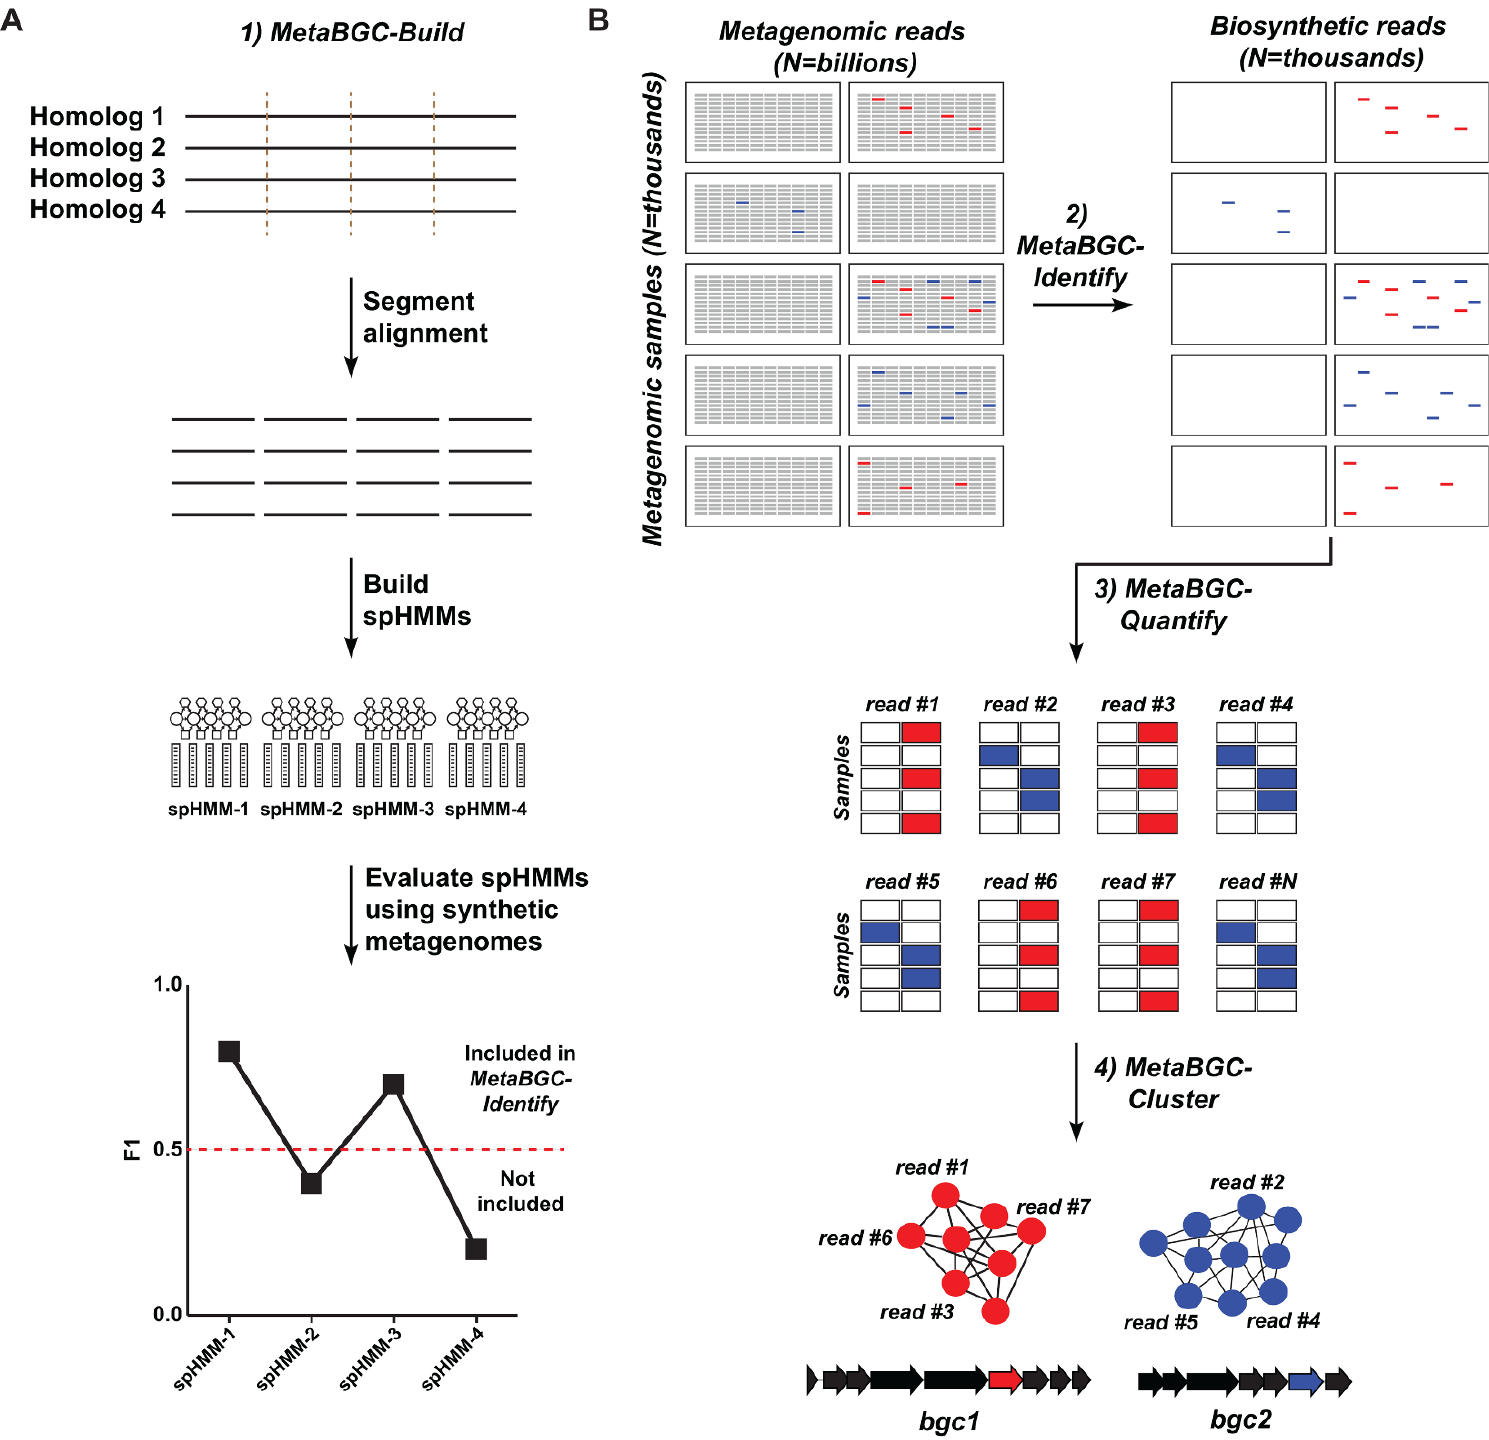 A
1) MetaBGC-Build
Homolog 1
Homolog 2
Homolog 3
Homolog 4
Segment
alignment
Build
spHMMs
spHMM-1
spHMM-2
spHMM-3
spHMM-4
Evaluate spHMMs
using synthetic
metagenomes
1.0
0.5
0.0
F1
Included in
MetaBGC-
Identify
Not
included
spHMM-1
spHMM-2
spHMM-3
spHMM-4
B
Metagenomic reads
(N=billions)
Biosynthetic reads
(N=thousands)
Metagenomic samples (N=thousands)
2)
MetaBGC-
Identify
3) MetaBGC-
Quantify
read #1
read #2
read #3
read #4
Samples
read #5
read #6
read #7
read #N
Samples
4) MetaBGC-
Cluster
read #1
read #7
read #6
read #3
read #2
read #5
read #4
bgc1
bgc2